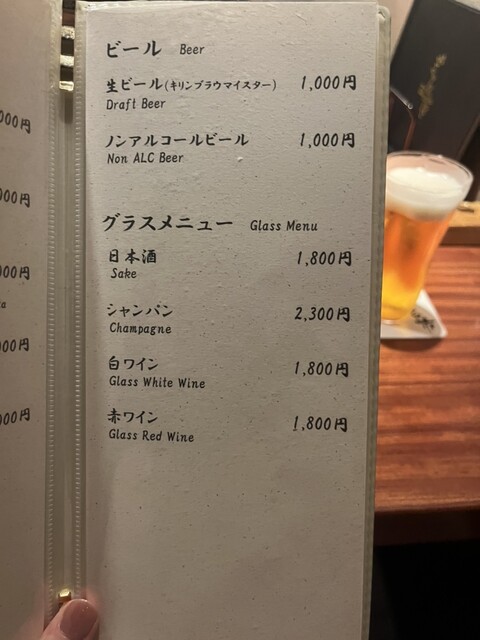 ビール Beer
生ビール(キリンブラウマイスター) 1,000円
Draft Beer
ノンアルコールビール 1,000円
Non ALC Beer
グラスメニュー Glass Menu
日本酒 1,800円
Sake
シャンパン 2,300円
Champagne
白ワイン 1,800円
Glass White Wine
赤ワイン 1,800円
Glass Red Wine